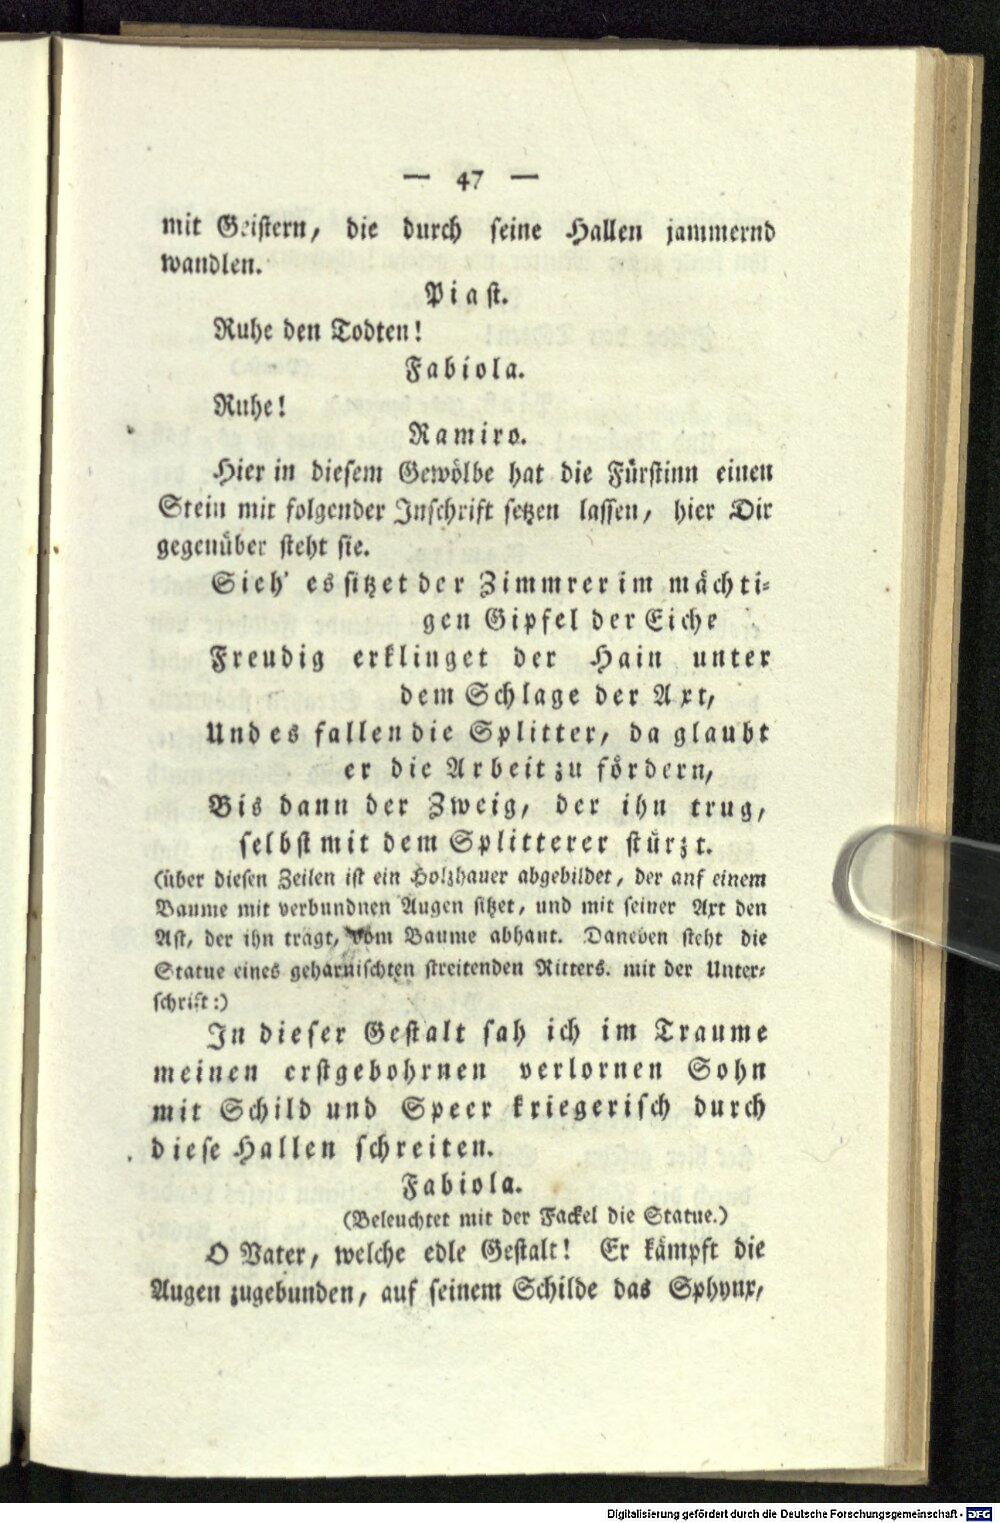 — 47 —
mit Geistern, die durch seine Hallen jammernd
wandlen.
Piast.
Ruhe den Todten!
Fabiola.
Ruhe!
Ramiro.
Hier in diesem Gewölbe hat die Fürstinn einen
Stein mit folgender Inschrift setzen lassen, hier Dir
gegenüber steht sie.
Sieh' es sitzet der Zimmrer im mächti-
gen Gipfel der Eiche
Freudig erklinget der Hain unter
dem Schlage der Axt,
Und es fallen die Splitter, da glaubt
er die Arbeit zu fördern,
Bis dann der Zweig, der ihn trug,
selbst mit dem Splitterer stürzt.
(über diesen Zeilen ist ein Holzhauer abgebildet, der auf einem
Baume mit verbundnen Augen sitzet, und mit seiner Axt den
Ast, der ihn trägt, vom Baume abhaut. Daneben steht die
Statue eines geharnischten streitenden Ritters. mit der Unter-
schrift:)
In dieser Gestalt sah ich im Traume
meinen erstgebohrnen verlornen Sohn
mit Schild und Speer kriegerisch durch
diese Hallen schreiten.
Fabiola.
(Beleuchtet mit der Fackel die Statue.)
O Vater, welche edle Gestalt! Er kämpft die
Augen zugebunden, auf seinem Schilde das Sphynx,
Digitalisierung gefördert durch die Deutsche Forschungsgemeinschaft - DFG